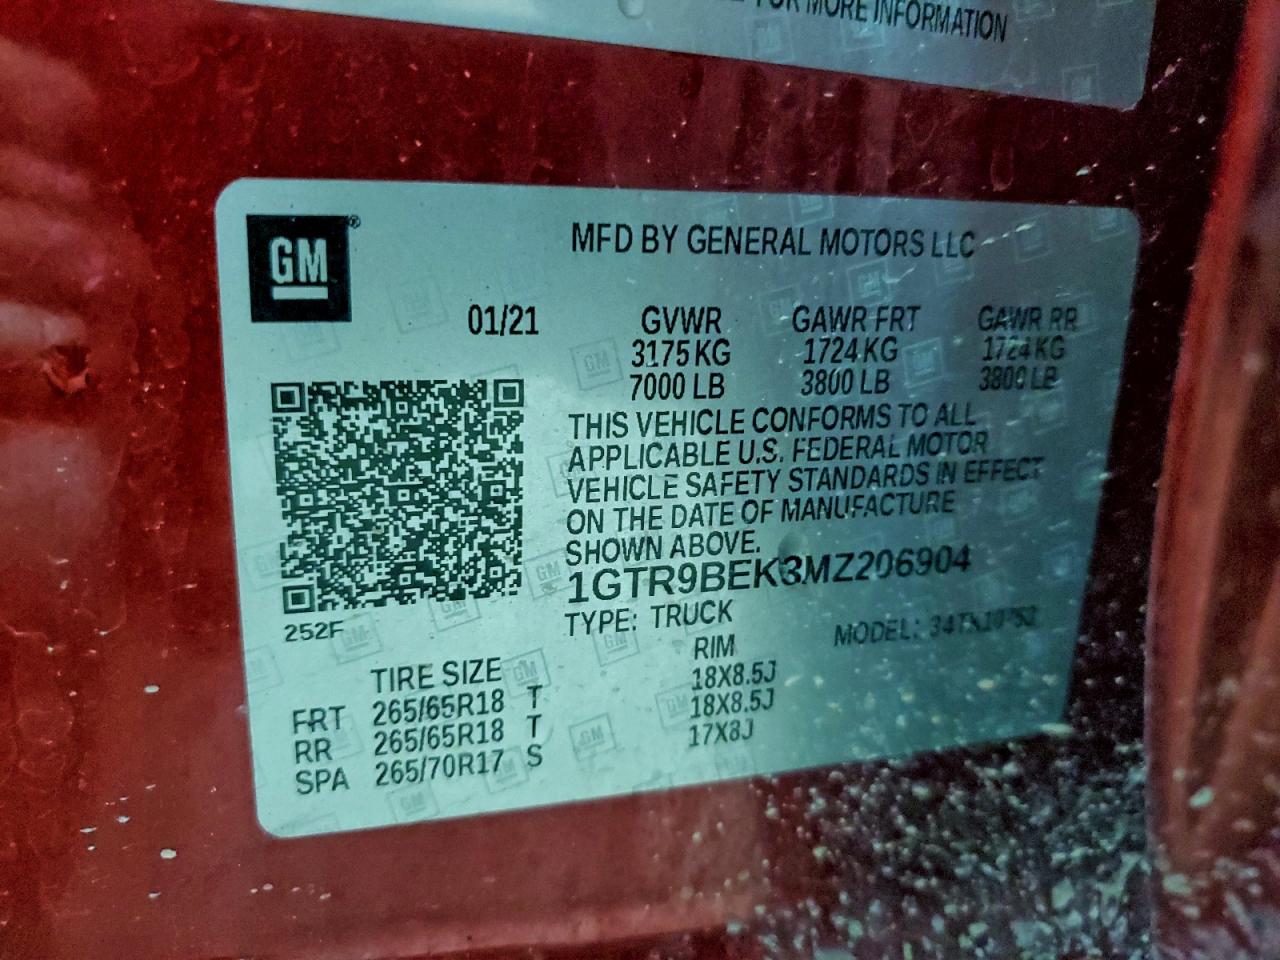 FOR MORE INFORMATION
GM®
MFD BY GENERAL MOTORS LLC
01/21 GVWR GAWR FRT GAWR RR
3175 KG 1724 KG 1724 KG
7000 LB 3800 LB 3800 LB
THIS VEHICLE CONFORMS TO ALL
APPLICABLE U.S. FEDERAL MOTOR
VEHICLE SAFETY STANDARDS IN EFFECT
ON THE DATE OF MANUFACTURE
SHOWN ABOVE.
1GTR9BEK3MZ206904
252F
TYPE: TRUCK MODEL:
TIRE SIZE RIM
FRT 265/65R18 T 18X8.5J
RR 265/65R18 T 18X8.5J
SPA 265/70R17 S 17X8J